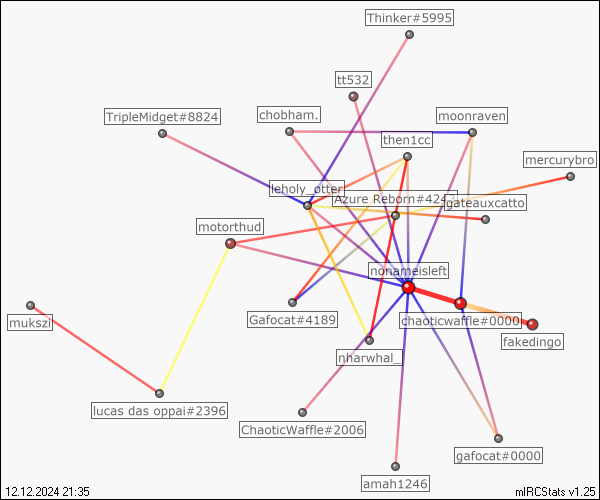 Thinker#5995
tt532
TripleMidget#8824
chobham.
moonraven
then1cc
mercurybro
leholy_otter
Azure Reborn#424
gateauxcatto
motorthud
nonameisleft
mukszi
Gafocat#4189
chaoticwaffle#0000
fakedingo
nharwhal_
lucas das oppai#2396
ChaoticWaffle#2006
gafocat#0000
amah1246
12.12.2024 21:35
mIRCStats v1.25